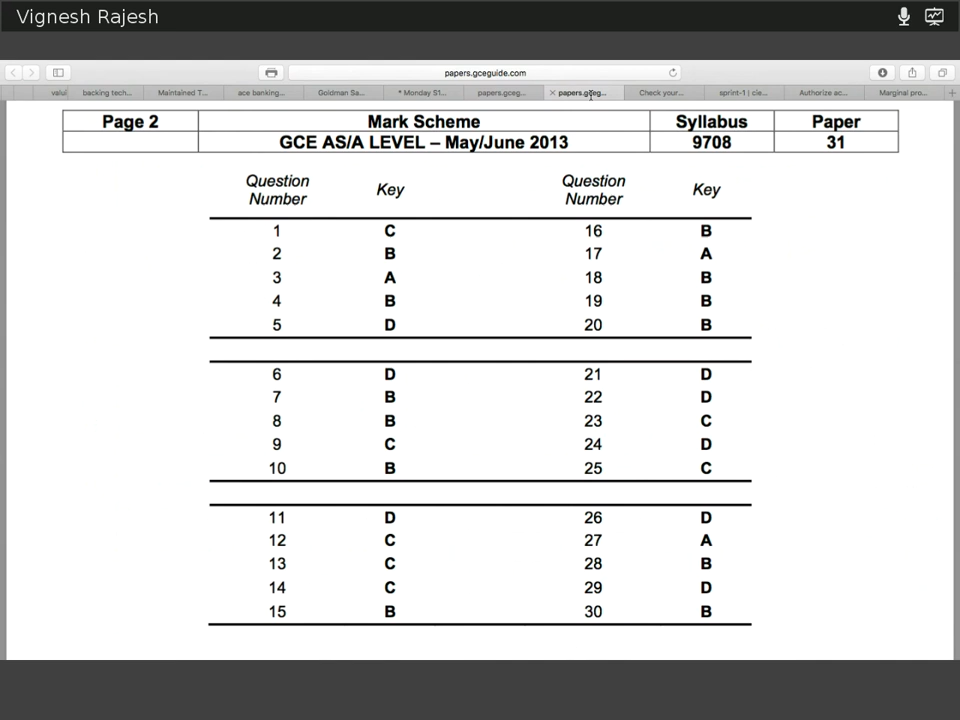 Vignesh Rajesh
papers.gceguide.com
valui backing tech... Maintained T... ace banking... Goldman Sa... * Monday S1... papers.gceg... × papers.gceg... Check your... sprint-1 | cie... Authorize ac... Marginal pro... +
Page 2 Mark Scheme Syllabus Paper
GCE AS/A LEVEL – May/June 2013 9708 31
Question Number Key Question Number Key
1 C 16 B
2 B 17 A
3 A 18 B
4 B 19 B
5 D 20 B
6 D 21 D
7 B 22 D
8 B 23 C
9 C 24 D
10 B 25 C
11 D 26 D
12 C 27 A
13 C 28 B
14 C 29 D
15 B 30 B